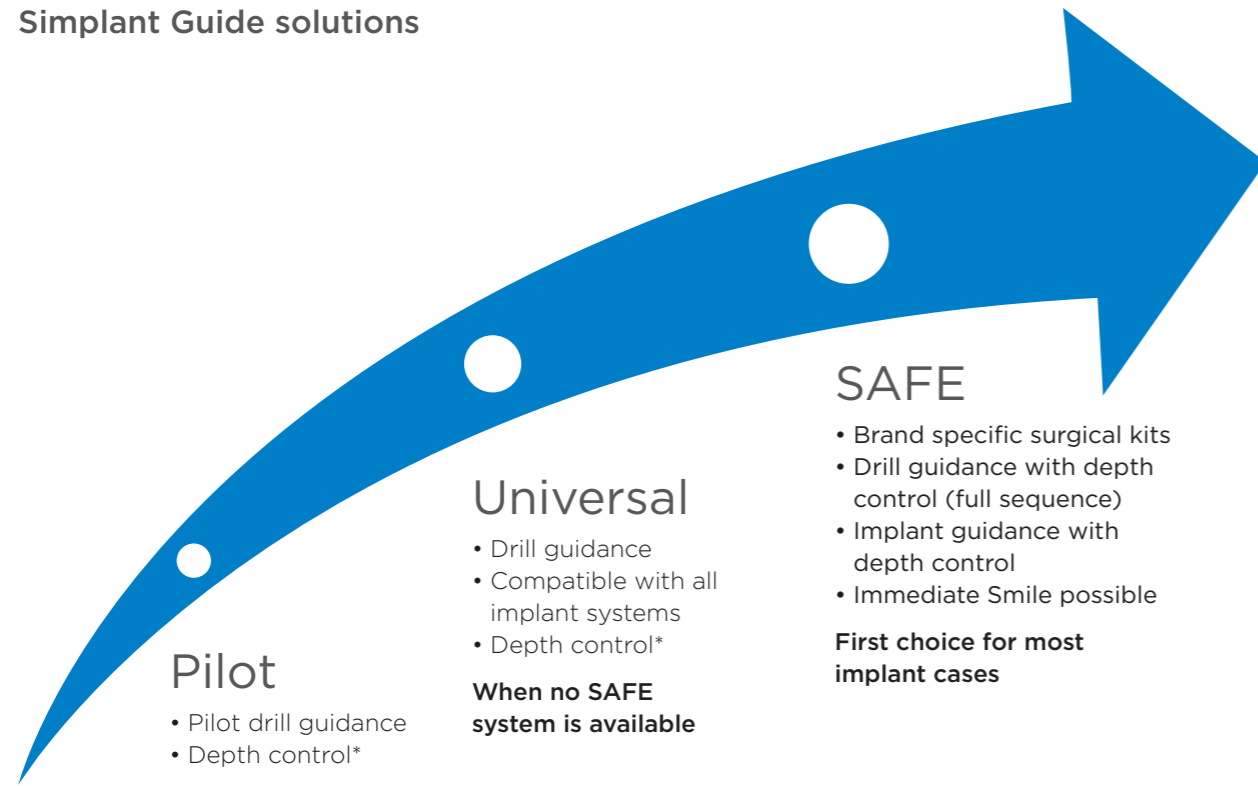 Simplant Guide solutions
Pilot
• Pilot drill guidance
• Depth control*
Universal
• Drill guidance
• Compatible with all
implant systems
• Depth control*
When no SAFE
system is available
SAFE
• Brand specific surgical kits
• Drill guidance with depth
control (full sequence)
• Implant guidance with
depth control
• Immediate Smile possible
First choice for most
implant cases